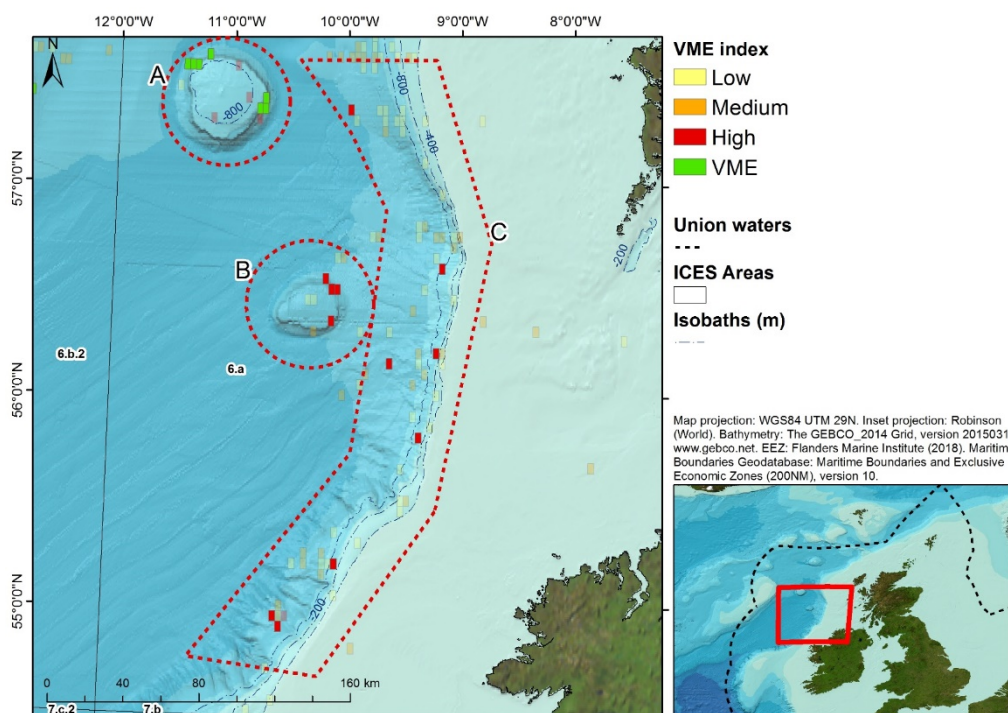 12°0'0"W 11°0'0"W 10°0'0"W 9°0'0"W 8°0'0"W
N
A
B
C
-800
-800
-400
-200
-200
57°0'0"N
56°0'0"N
55°0'0"N
6.b.2
6.a
0 40 80 160 km
7.c.2 7.b
VME index
Low
Medium
High
VME
Union waters
ICES Areas
Isobaths (m)
Map projection: WGS84 UTM 29N. Inset projection: Robinson
(World). Bathymetry: The GEBCO_2014 Grid, version 20150318,
www.gebco.net. EEZ: Flanders Marine Institute (2018). Maritim
Boundaries Geodatabase: Maritime Boundaries and Exclusive
Economic Zones (200NM), version 10.